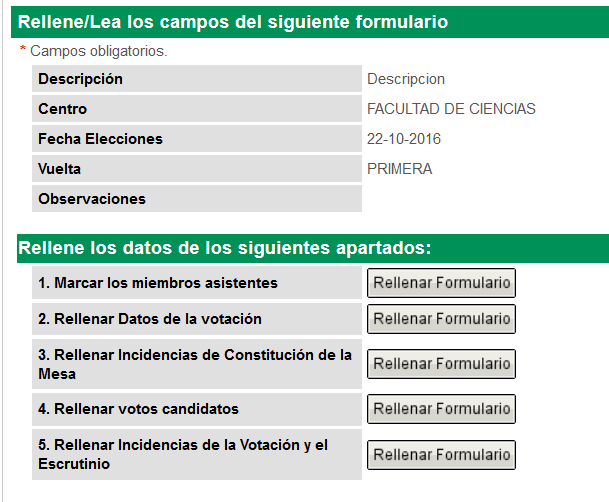 Rellene/Lea los campos del siguiente formulario
* Campos obligatorios.
Descripción Descripcion
Centro FACULTAD DE CIENCIAS
Fecha Elecciones 22-10-2016
Vuelta PRIMERA
Observaciones
Rellene los datos de los siguientes apartados:
1. Marcar los miembros asistentes Rellenar Formulario
2. Rellenar Datos de la votación Rellenar Formulario
3. Rellenar Incidencias de Constitución de la
Mesa Rellenar Formulario
4. Rellenar votos candidatos Rellenar Formulario
5. Rellenar Incidencias de la Votación y el
Escrutinio Rellenar Formulario